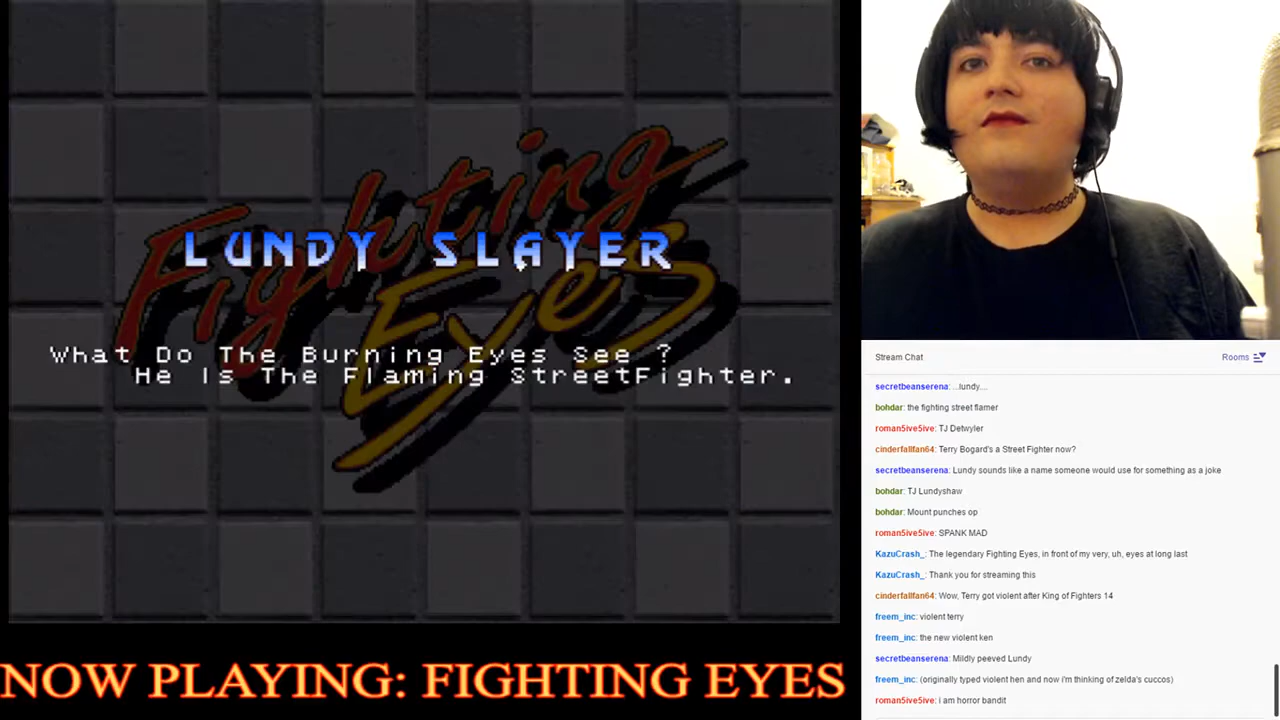 Fighting
Eyes
LUNDY SLAYER
What Do The Burning Eyes See ?
He Is The Flaming StreetFighter.
NOW PLAYING: FIGHTING EYES
Stream Chat
Rooms
secretbeanserena: ...lundy...
bohdar: the fighting street flamer
roman5ive5ive: TJ Detwyler
cinderfallfan64: Terry Bogard's a Street Fighter now?
secretbeanserena: Lundy sounds like a name someone would use for something as a joke
bohdar: TJ Lundyshaw
bohdar: Mount punches op
roman5ive5ive: SPANK MAD
KazuCrash_: The legendary Fighting Eyes, in front of my very, uh, eyes at long last
KazuCrash_: Thank you for streaming this
cinderfallfan64: Wow, Terry got violent after King of Fighters 14
freem_inc: violent terry
freem_inc: the new violent ken
secretbeanserena: Mildly peeved Lundy
freem_inc: (originally typed violent hen and now i'm thinking of zelda's cuccos)
roman5ive5ive: i am horror bandit